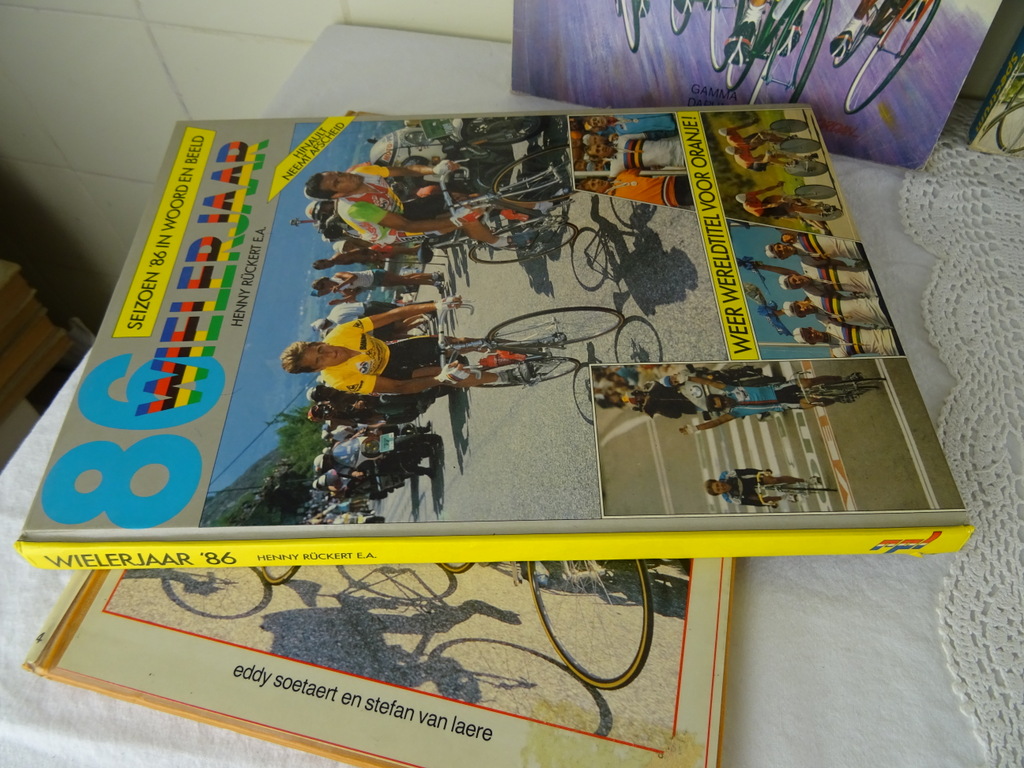 SEIZOEN '86 IN WOORD EN BEELD
86 WIELERJAAR
HENNY RÜCKERT E.A.
HINAULT
NEEMT AFSCHEID
WEER WERELDTITEL VOOR ORANJE!
WIELERJAAR '86 HENNY RÜCKERT E.A.
eddy soetaert en stefan van laere
GAMMA